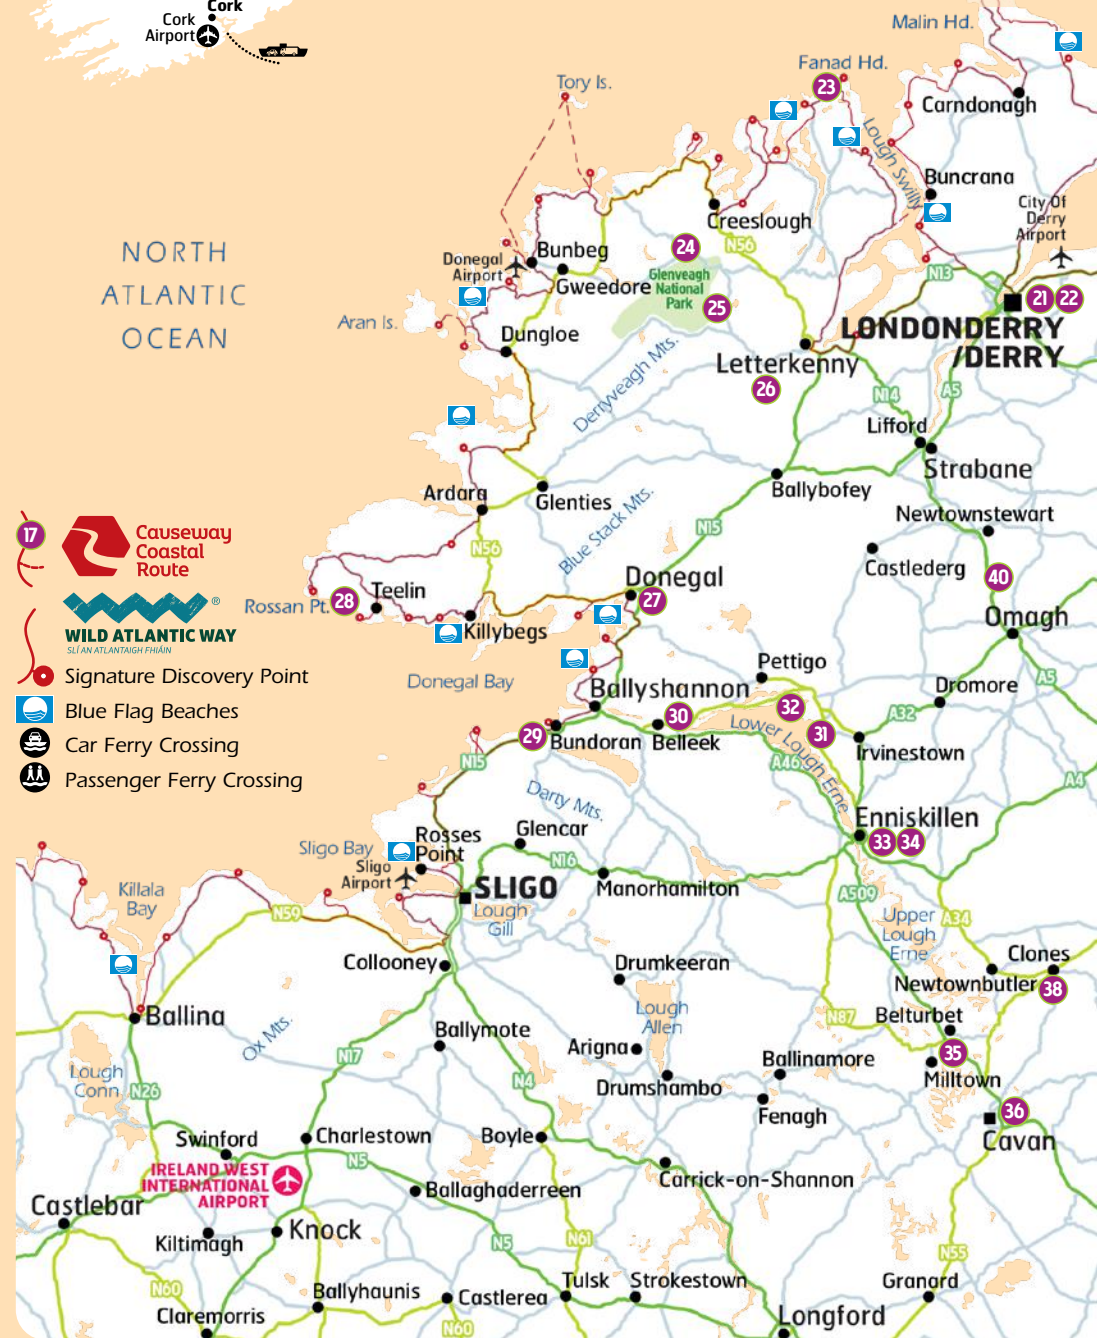 Cork
Cork
Airport
Malin Hd.
Fanad Hd.
23
Tory Is.
Carndonagh
Lough Swilly
Buncrana
City Of
Derry
Airport
Creeslough
NORTH
ATLANTIC
OCEAN
Bunbeg
Donegal
Airport
Gweedore
24
N56
Glenveagh
National
Park
25
N13
21
22
LONDONDERRY
/DERRY
Aran Is.
Dungloe
Derryveagh Mts.
Letterkenny
26
N14
A5
Lifford
Strabane
Ardara
Glenties
Ballybofey
Blue Stack Mts.
N15
Newtownstewart
17
Causeway
Coastal
Route
N56
Castlederg
40
Donegal
27
Teelin
Rossan Pt.
28
Omagh
®
WILD ATLANTIC WAY
SLÍ AN ATLANTAIGH FHIÁIN
Killybegs
Signature Discovery Point
Blue Flag Beaches
Car Ferry Crossing
Passenger Ferry Crossing
Donegal Bay
Pettigo
Ballyshannon
A5
Dromore
32
30
A32
29
Bundoran
Belleek
Lower Lough Erne
31
Irvinestown
N15
A46
A4
Darty Mts.
Enniskillen
33
34
Rosses
Point
Glencar
Sligo Bay
Sligo
Airport
N16
Manorhamilton
SLIGO
Lough
Gill
Killala
Bay
N59
A509
Upper
Lough
Erne
A34
Collooney
Drumkeeran
Clones
Newtownbutler
38
Ballina
Ox Mts.
Lough
Allen
N87
Belturbet
Ballymote
N17
Arigna
35
Ballinamore
Milltown
Lough
Conn
N26
N4
Drumshambo
Fenagh
36
Cavan
Swinford
Charlestown
Boyle
N5
IRELAND WEST
INTERNATIONAL
AIRPORT
Carrick-on-Shannon
Ballaghaderreen
Castlebar
Kiltimagh
Knock
N5
N61
N55
N60
Ballyhaunis
Castlerea
Tulsk
Strokestown
Granard
Claremorris
N60
Longford